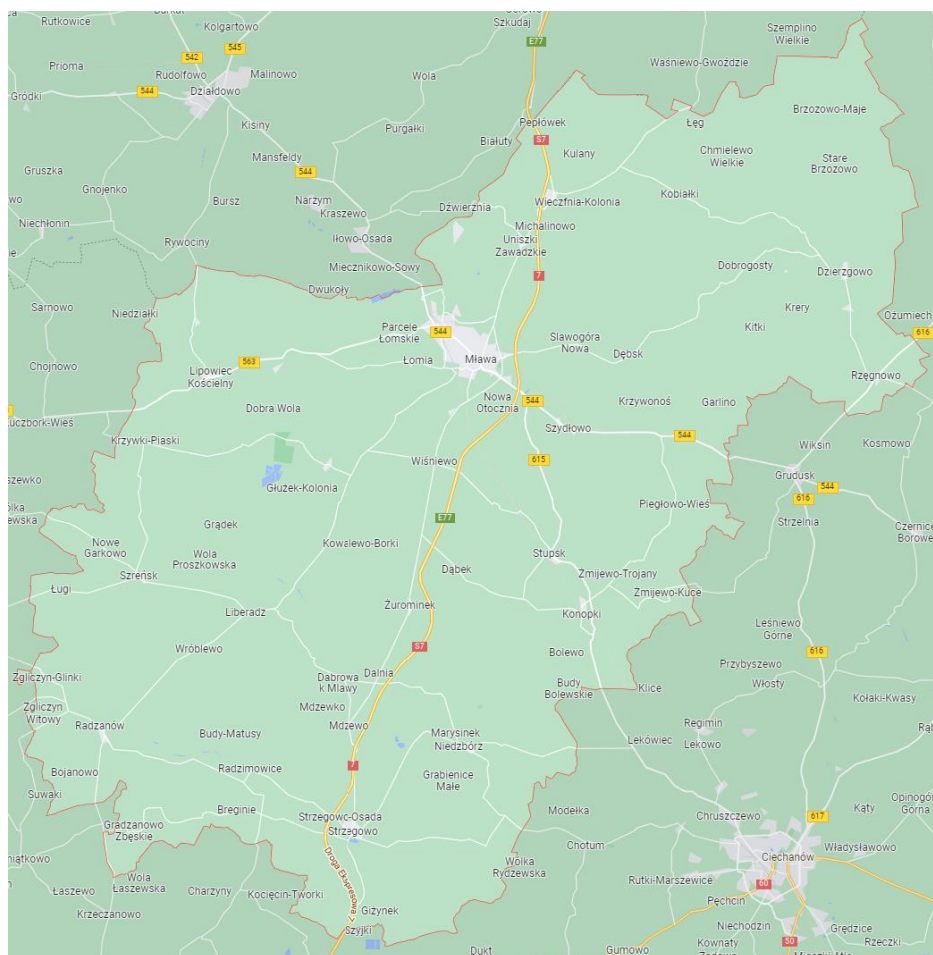 Rutkowice
Kolgartowo
Szkudaj
Szemplino
Wielkie
542
545
E77
Prioma
Rudolfowo
Malinowo
Wola
Waśniewo-Gwoździe
Gródki
544
Działdowo
Brzozowo-Maje
Kisiny
Purgałki
Pepłówek
Łęg
Białuty
S7
Kulany
Chmielewo
Wielkie
Stare
Brzozowo
Mansfeldy
Gruszka
544
Gnojenko
Bursz
Narzym
Kraszewo
Dźwierznia
Wieczfnia-Kolonia
Kobiałki
Niechłonin
Michalinowo
Rywociny
Iłowo-Osada
Uniszki
Zawadzkie
Miecznikowo-Sowy
7
Dobrogosty
Dzierzgowo
Dwukoły
Sarnowo
Niedziałki
Krery
Ożumiech
Parcele
Łomskie
544
Kitki
616
Sławogóra
Nowa
Dębsk
Chojnowo
563
Łomia
Mława
Lipowiec
Kościelny
Rzęgnowo
Nowa
Otocznia
544
Krzywonoś
Garlino
Dobra Wola
Kuczbork-Wieś
Szydłowo
544
Krzywki-Piaski
Wiksin
Kosmowo
Wiśniewo
615
Grudusk
Głużek-Kolonia
544
616
Piegłowo-Wieś
E77
Strzelnia
Grądek
Czernice
Borowe
Nowe
Garkowo
Wola
Proszkowska
Kowalewo-Borki
Stupsk
Szreńsk
Dąbek
Żmijewo-Trojany
Ługi
Żmijewo-Kuce
Liberadz
Żurominek
Konopki
Leśniewo
Górne
Wróblewo
S7
Bolewo
616
Przybyszewo
Zgliczyn-Glinki
Dalnia
Dabrowa
k Mlawy
Budy
Bolewskie
Klice
Włosty
Kołaki-Kwasy
Zgliczyn
Witowy
Mdzewko
Radzanów
Mdzewo
Regimin
Budy-Matusy
Marysinek
Niedzbórz
Lekówiec
Lekowo
Bojanowo
Radzimowice
7
Grabienice
Małe
Suwaki
Opinogóra
Górna
Breginie
Strzegowo-Osada
Strzegowo
Modełka
Chruszczewo
617
Kąty
Gradzanowo
Zbęskie
Chotum
Władysławowo
Droga Ekspresowa 7
Wólka
Rydzewska
Ciechanów
Wola
Łaszewska
Łaszewo
Charzyny
Kocięcin-Tworki
Rutki-Marszewice
60
Krzeczanowo
Giżynek
Pęchcin
Szyjki
Niechodzin
Grędzice
Dukt
Gumowo
Kownaty
50
Rzeczki